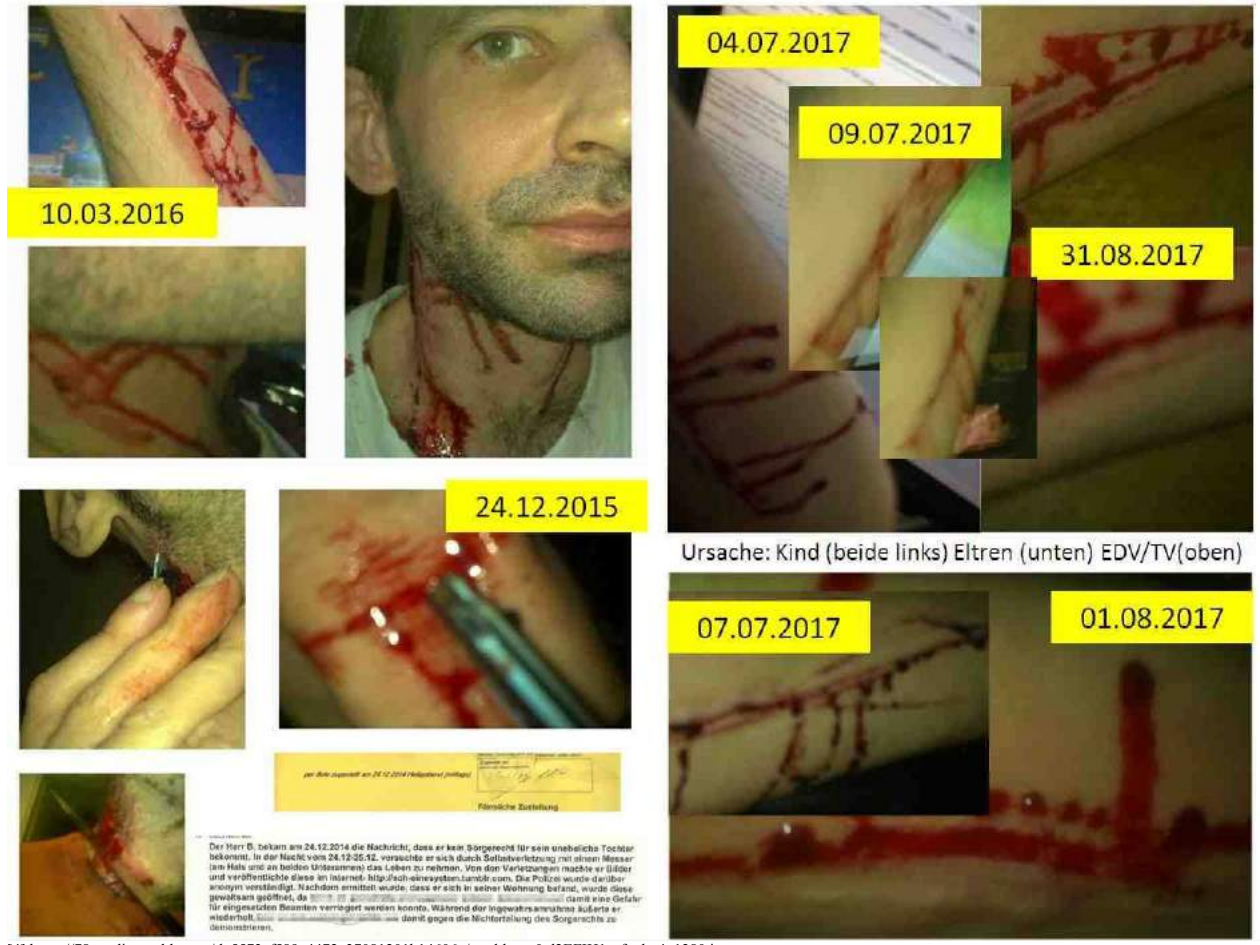 10.03.2016
04.07.2017
09.07.2017
31.08.2017
24.12.2015
Ursache: Kind (beide links) Eltren (unten) EDV/TV(oben)
07.07.2017
01.08.2017
per Bote zugestellt am 24.12.2014 Heiligabend (mittags)
Förmliche Zustellung
Der Herr B. bekam am 24.12.2014 die Nachricht, dass er kein Sorgerecht für sein uneheliche Tochter
bekommt. In der Nacht vom 24.12-25.12. versuchte er sich durch Selbstverletzung mit einem Messer
(am Hals und an beiden Unterarmen) das Leben zu nehmen. Von den Verletzungen machte er Bilder
und veröffentlichte diese im Internet- Die Polizei wurde darüber
anonym verständigt. Nachdem ermittelt wurde, dass er sich in seiner Wohnung befand, wurde diese
gewaltsam geöffnet, da damit eine Gefahr
für eingesetzten Beamten verringert werden konnte. Während der Ingewahrsamnahme äußerte er
wiederholt, damit gegen die Nichterteilung des Sorgerechts zu
demonstrieren.